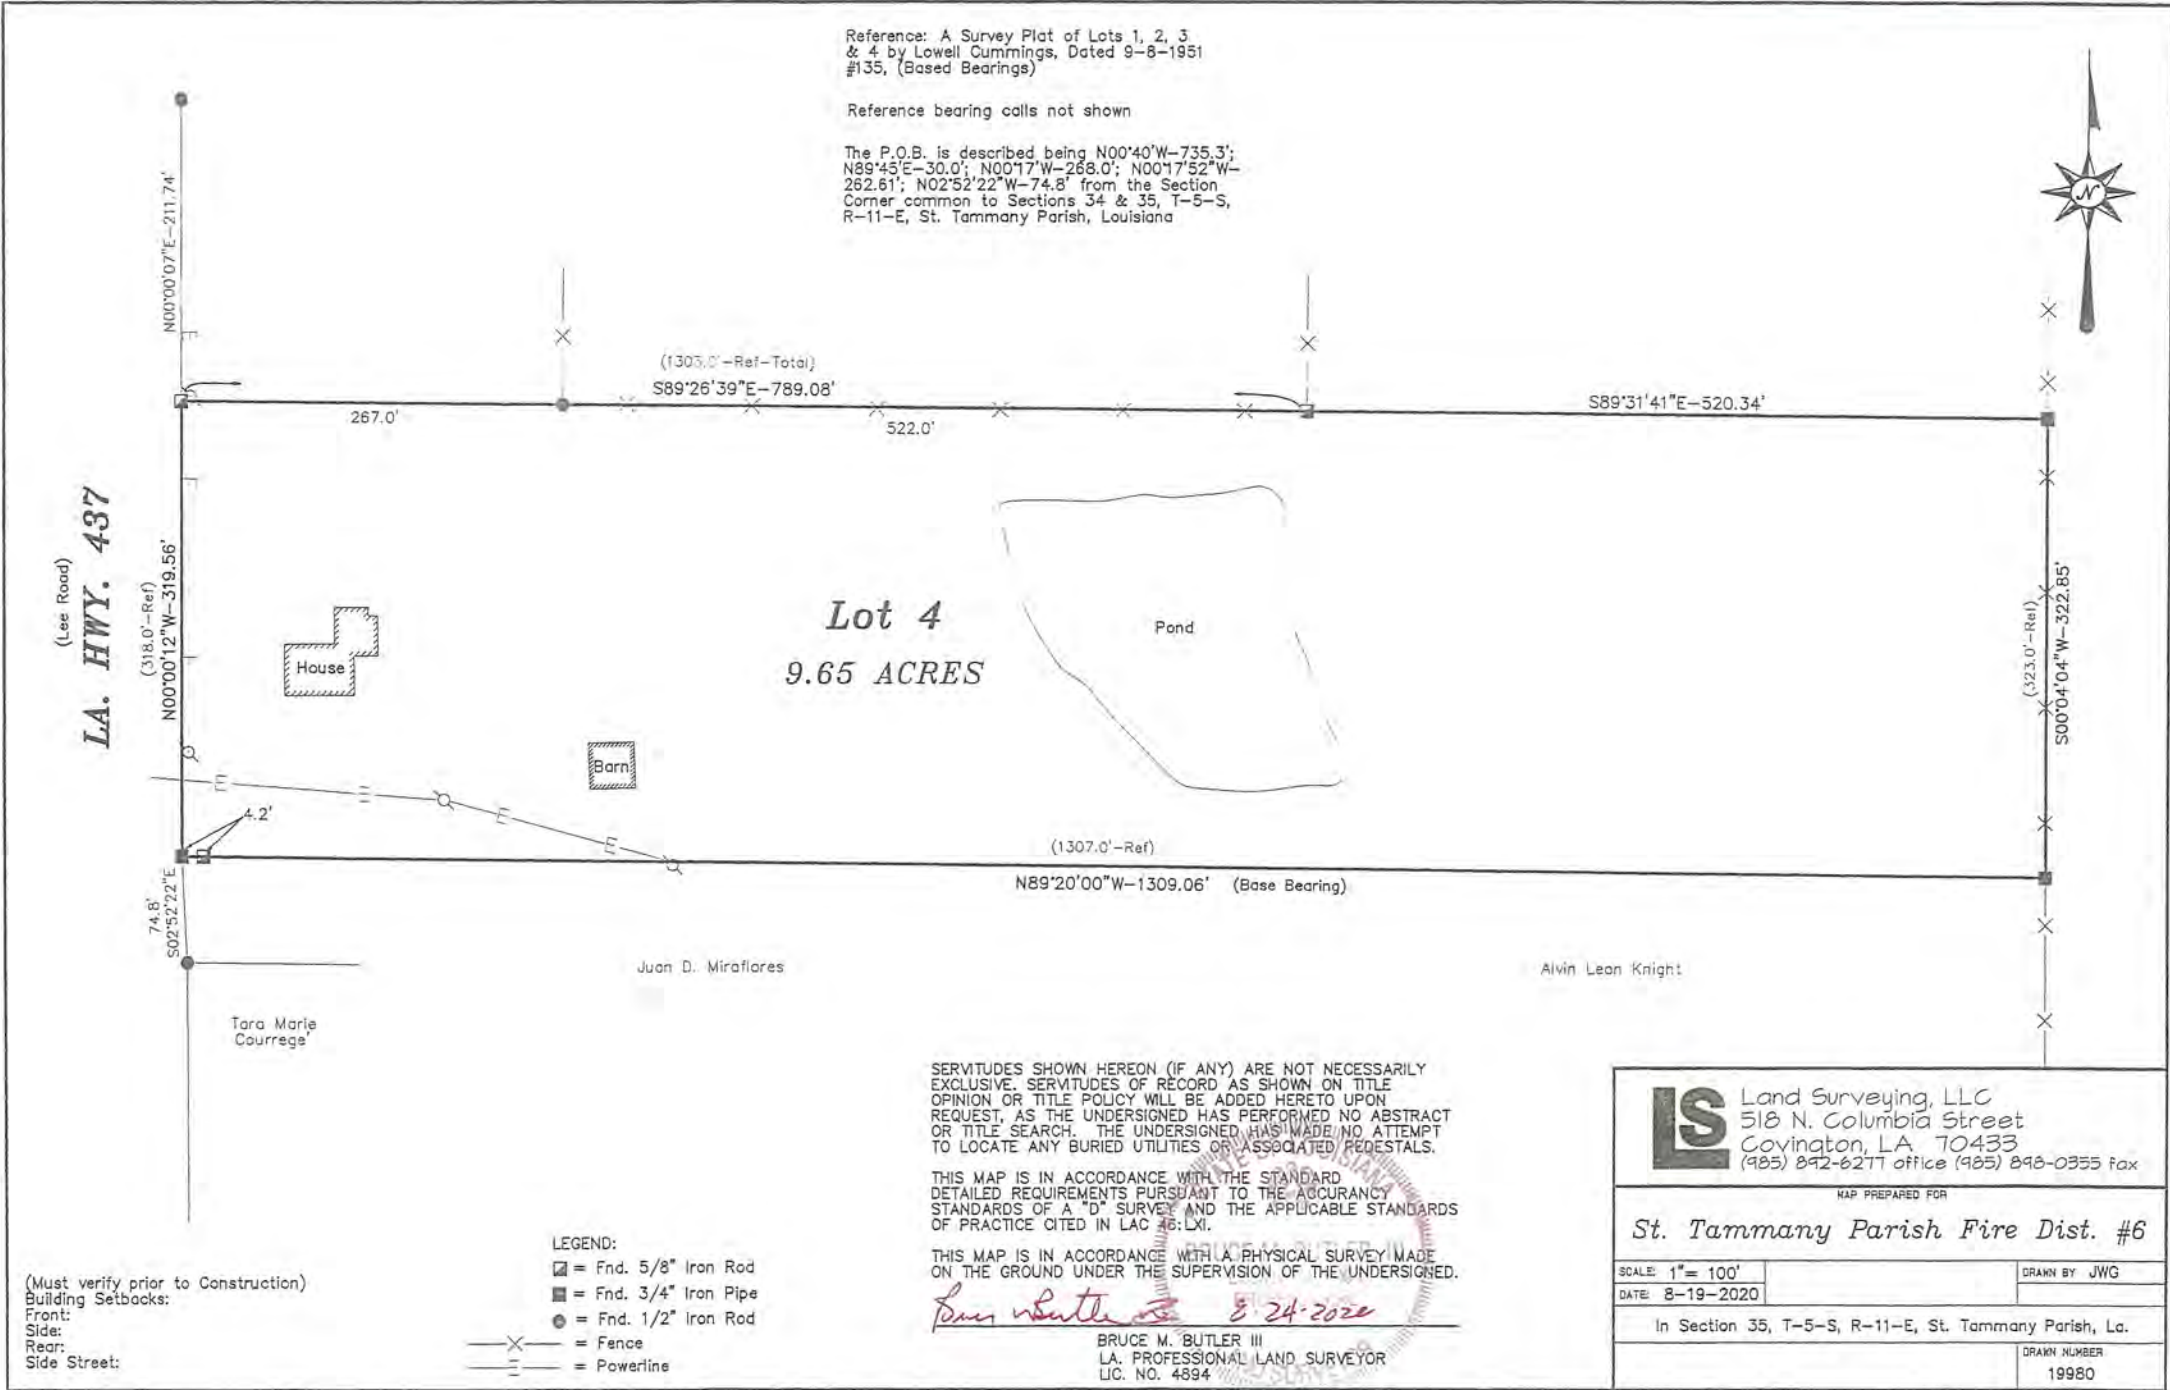 Reference: A Survey Plat of Lots 1, 2, 3
& 4 by Lowell Cummings, Dated 9-8-1951
#135, (Based Bearings)
Reference bearing calls not shown
The P.O.B. is described being N00°40'W-735.3';
N89°45'E-30.0'; N00°17'W-268.0'; N00°17'52"W-
262.61'; N02°52'22"W-74.8' from the Section
Corner common to Sections 34 & 35, T-5-S,
R-11-E, St. Tammany Parish, Louisiana
N
N00°00'07"E-211.74'
(1303.0'-Ref-Total)
S89°26'39"E-789.08'
S89°31'41"E-520.34'
267.0'
522.0'
(Lee Road)
LA. HWY. 437
(318.0'-Ref)
N00°00'12"W-319.56'
House
Barn
Lot 4
9.65 ACRES
Pond
(323.0'-Ref)
S00°04'04"W-322.85'
E
E
E
E
4.2'
(1307.0'-Ref)
N89°20'00"W-1309.06' (Base Bearing)
74.8'
S02°52'22"E
Juan D. Miraflores
Alvin Leon Knight
Tara Marie
Courrege'
SERVITUDES SHOWN HEREON (IF ANY) ARE NOT NECESSARILY
EXCLUSIVE. SERVITUDES OF RECORD AS SHOWN ON TITLE
OPINION OR TITLE POLICY WILL BE ADDED HERETO UPON
REQUEST, AS THE UNDERSIGNED HAS PERFORMED NO ABSTRACT
OR TITLE SEARCH. THE UNDERSIGNED HAS MADE NO ATTEMPT
TO LOCATE ANY BURIED UTILITIES OR ASSOCIATED PEDESTALS.
THIS MAP IS IN ACCORDANCE WITH THE STANDARD
DETAILED REQUIREMENTS PURSUANT TO THE ACCURANCY
STANDARDS OF A "D" SURVEY AND THE APPLICABLE STANDARDS
OF PRACTICE CITED IN LAC 46:LXI.
THIS MAP IS IN ACCORDANCE WITH A PHYSICAL SURVEY MADE
ON THE GROUND UNDER THE SUPERVISION OF THE UNDERSIGNED.
8-24-2020
BRUCE M. BUTLER III
LA. PROFESSIONAL LAND SURVEYOR
LIC. NO. 4894
STATE OF LOUISIANA
BRUCE M. BUTLER III
LEGEND:
= Fnd. 5/8" Iron Rod
= Fnd. 3/4" Iron Pipe
= Fnd. 1/2" Iron Rod
= Fence
= Powerline
(Must verify prior to Construction)
Building Setbacks:
Front:
Side:
Rear:
Side Street:
LS
Land Surveying, LLC
518 N. Columbia Street
Covington, LA 70433
(985) 892-6277 office (985) 898-0355 fax
MAP PREPARED FOR
St. Tammany Parish Fire Dist. #6
SCALE: 1"= 100'
DRAWN BY JWG
DATE: 8-19-2020
In Section 35, T-5-S, R-11-E, St. Tammany Parish, La.
DRAWN NUMBER
19980